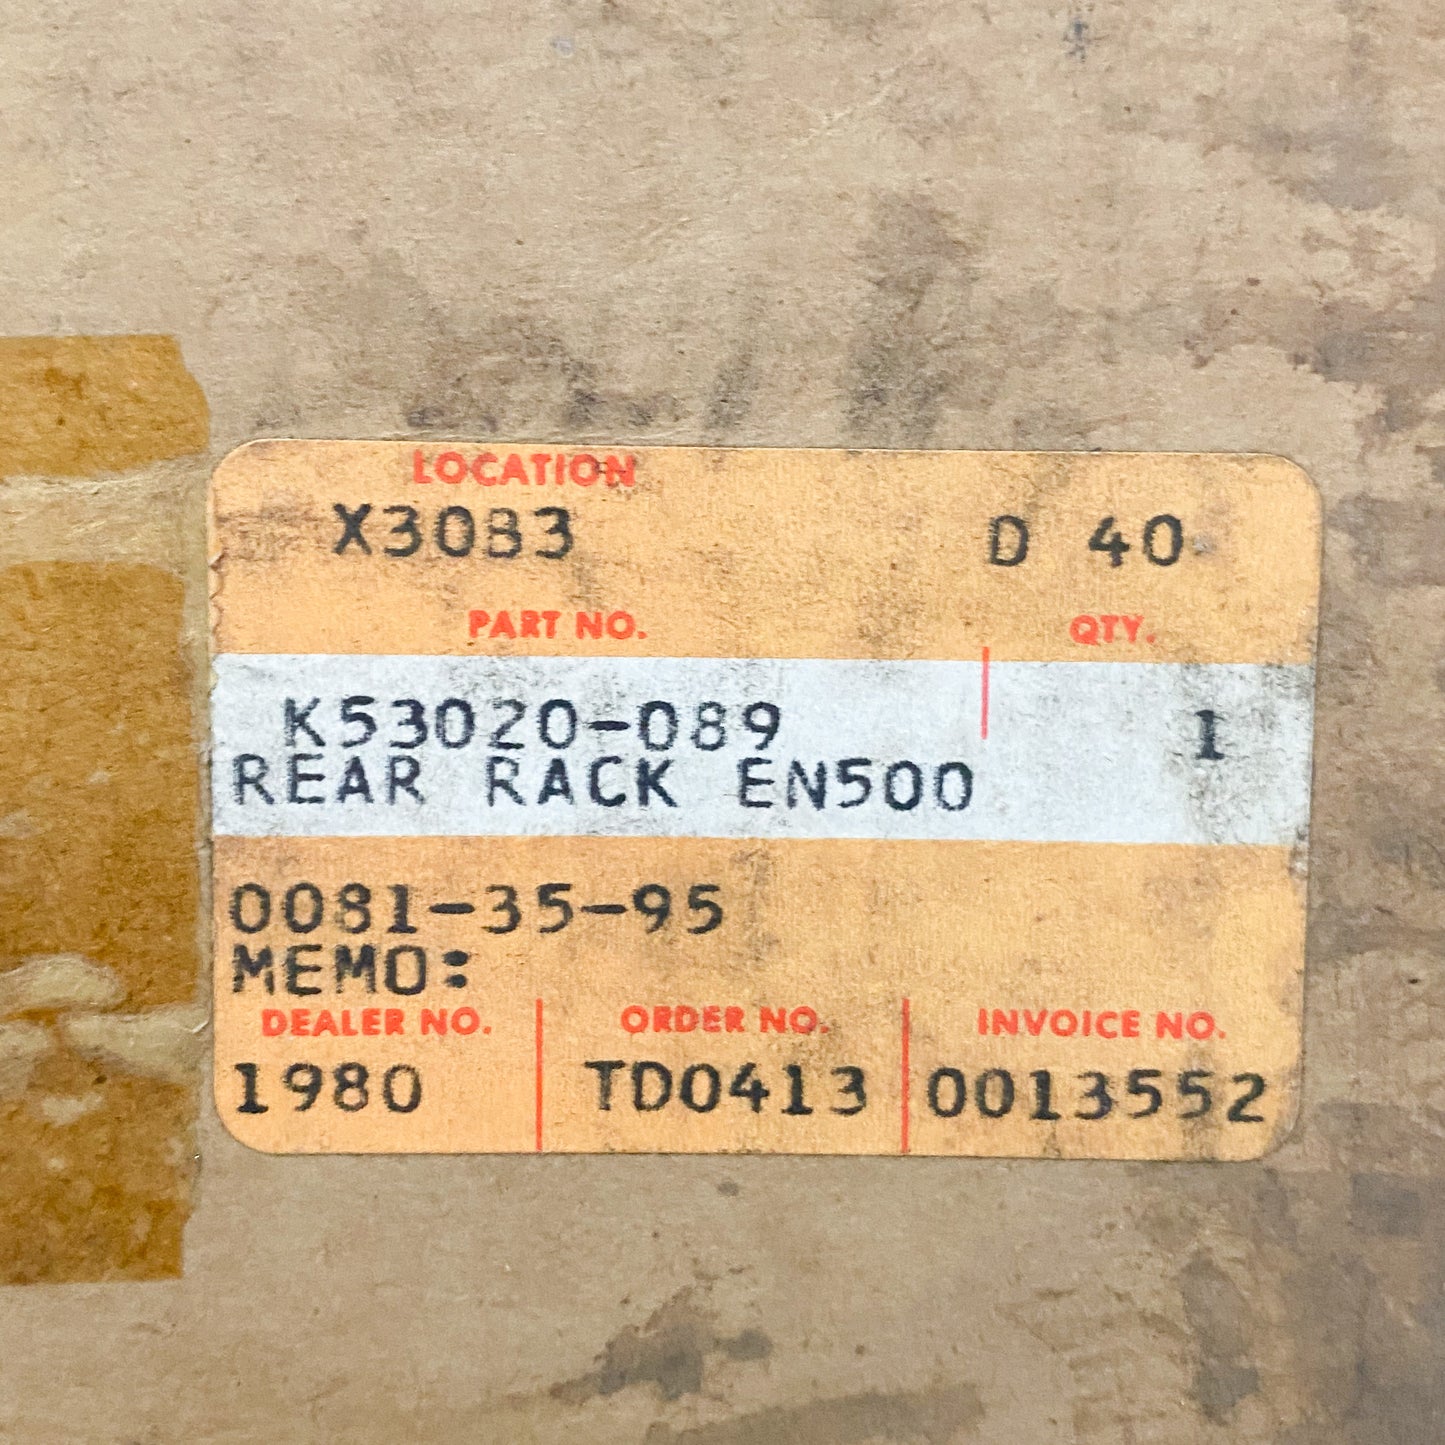 LOCATION
X3083 D 40
PART NO. QTY.
K53020-089 1
REAR RACK EN500
0081-35-95
MEMO:
DEALER NO. ORDER NO. INVOICE NO.
1980 TD0413 0013552